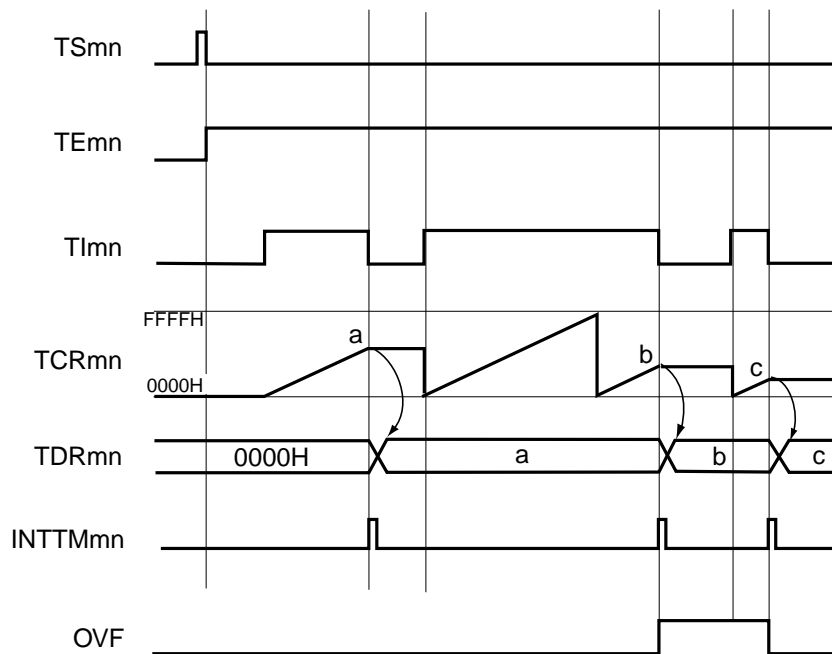 TSmn
TEmn
TImn
FFFFH
a
b
c
TCRmn
0000H
TDRmn
0000H
a
b
c
INTTMmn
OVF